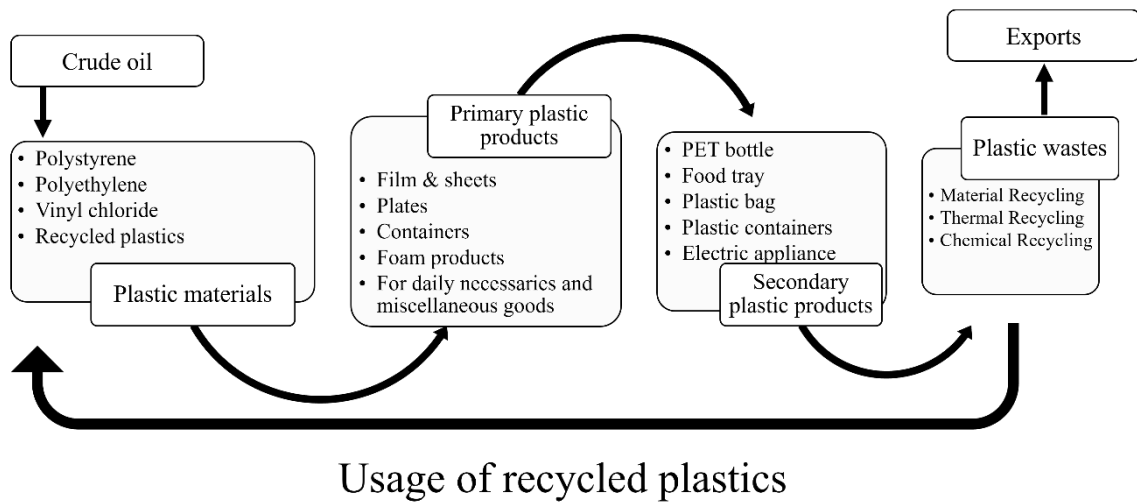 Crude oil
• Polystyrene
• Polyethylene
• Vinyl chloride
• Recycled plastics
Plastic materials
Primary plastic
products
• Film & sheets
• Plates
• Containers
• Foam products
• For daily necessaries and
miscellaneous goods
• PET bottle
• Food tray
• Plastic bag
• Plastic containers
• Electric appliance
Secondary
plastic products
Exports
Plastic wastes
• Material Recycling
• Thermal Recycling
• Chemical Recycling
Usage of recycled plastics